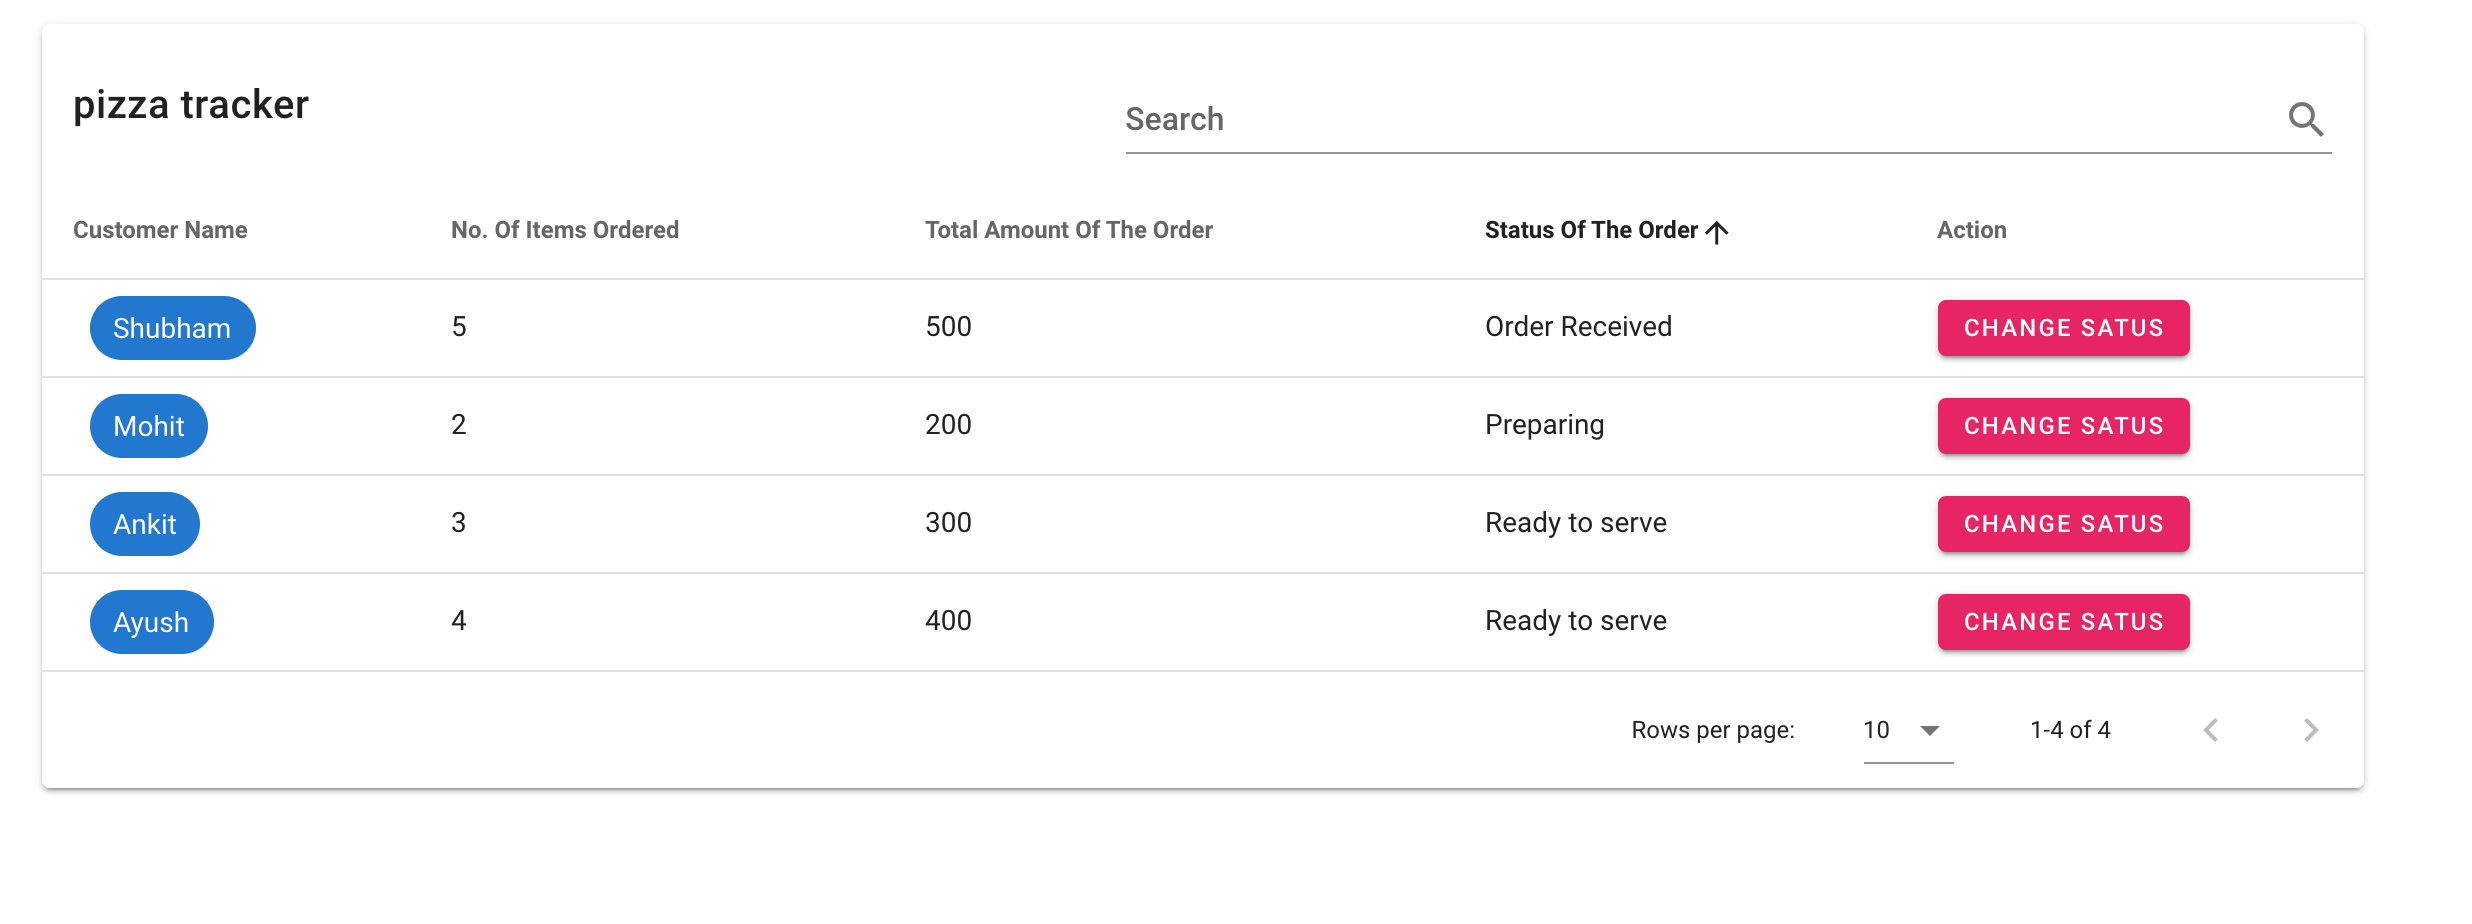 pizza tracker
Search
Customer Name No. Of Items Ordered Total Amount Of The Order Status Of The Order Action
Shubham 5 500 Order Received CHANGE SATUS
Mohit 2 200 Preparing CHANGE SATUS
Ankit 3 300 Ready to serve CHANGE SATUS
Ayush 4 400 Ready to serve CHANGE SATUS
Rows per page: 10 1-4 of 4